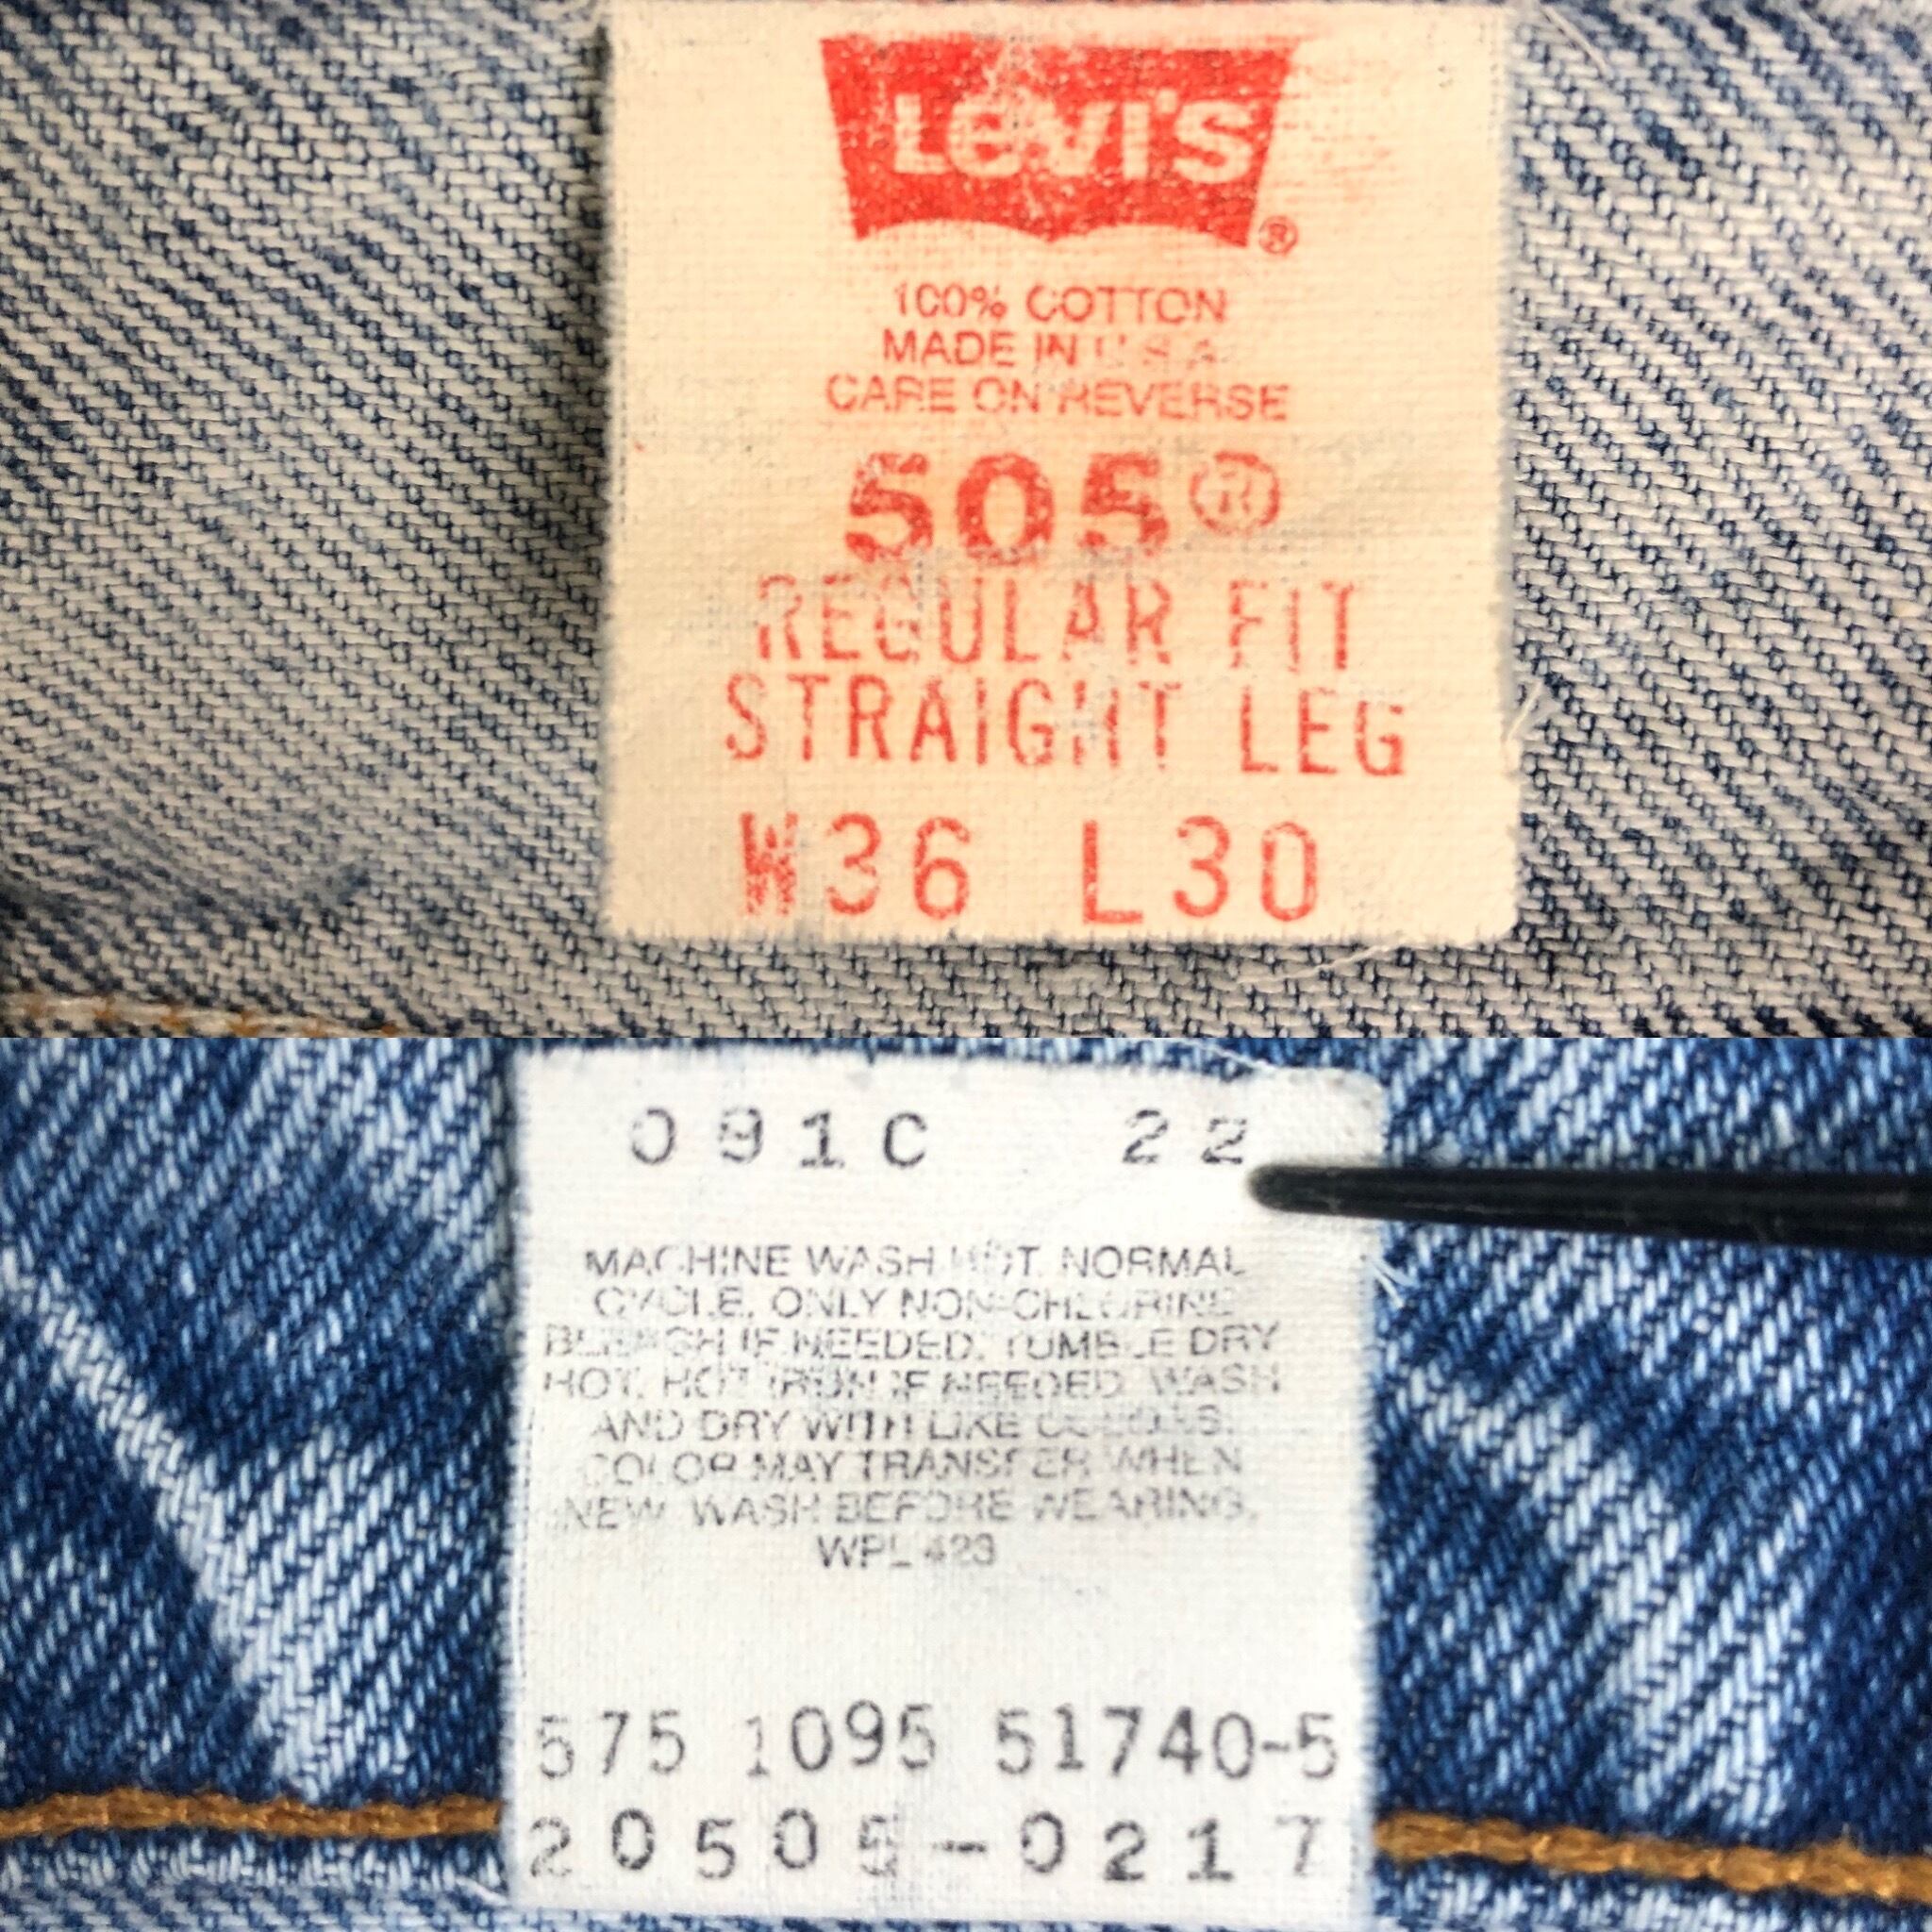 Levi's
®
100% COTTON
MADE IN U.S.A.
CARE ON REVERSE
505®
REGULAR FIT
STRAIGHT LEG
W36 L30
091C 22
MACHINE WASH HOT. NORMAL
CYCLE. ONLY NON-CHLORINE
BLEACH IF NEEDED. TUMBLE DRY
HOT. HOT IRON IF NEEDED. WASH
AND DRY WITH LIKE COLORS.
COLOR MAY TRANSFER WHEN
NEW. WASH BEFORE WEARING.
WPL 423
575 1095 51740-5
20505-0217